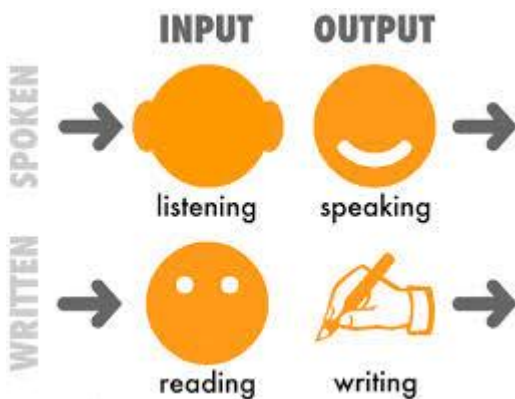 INPUT OUTPUT
SPOKEN
listening speaking
WRITTEN
reading writing